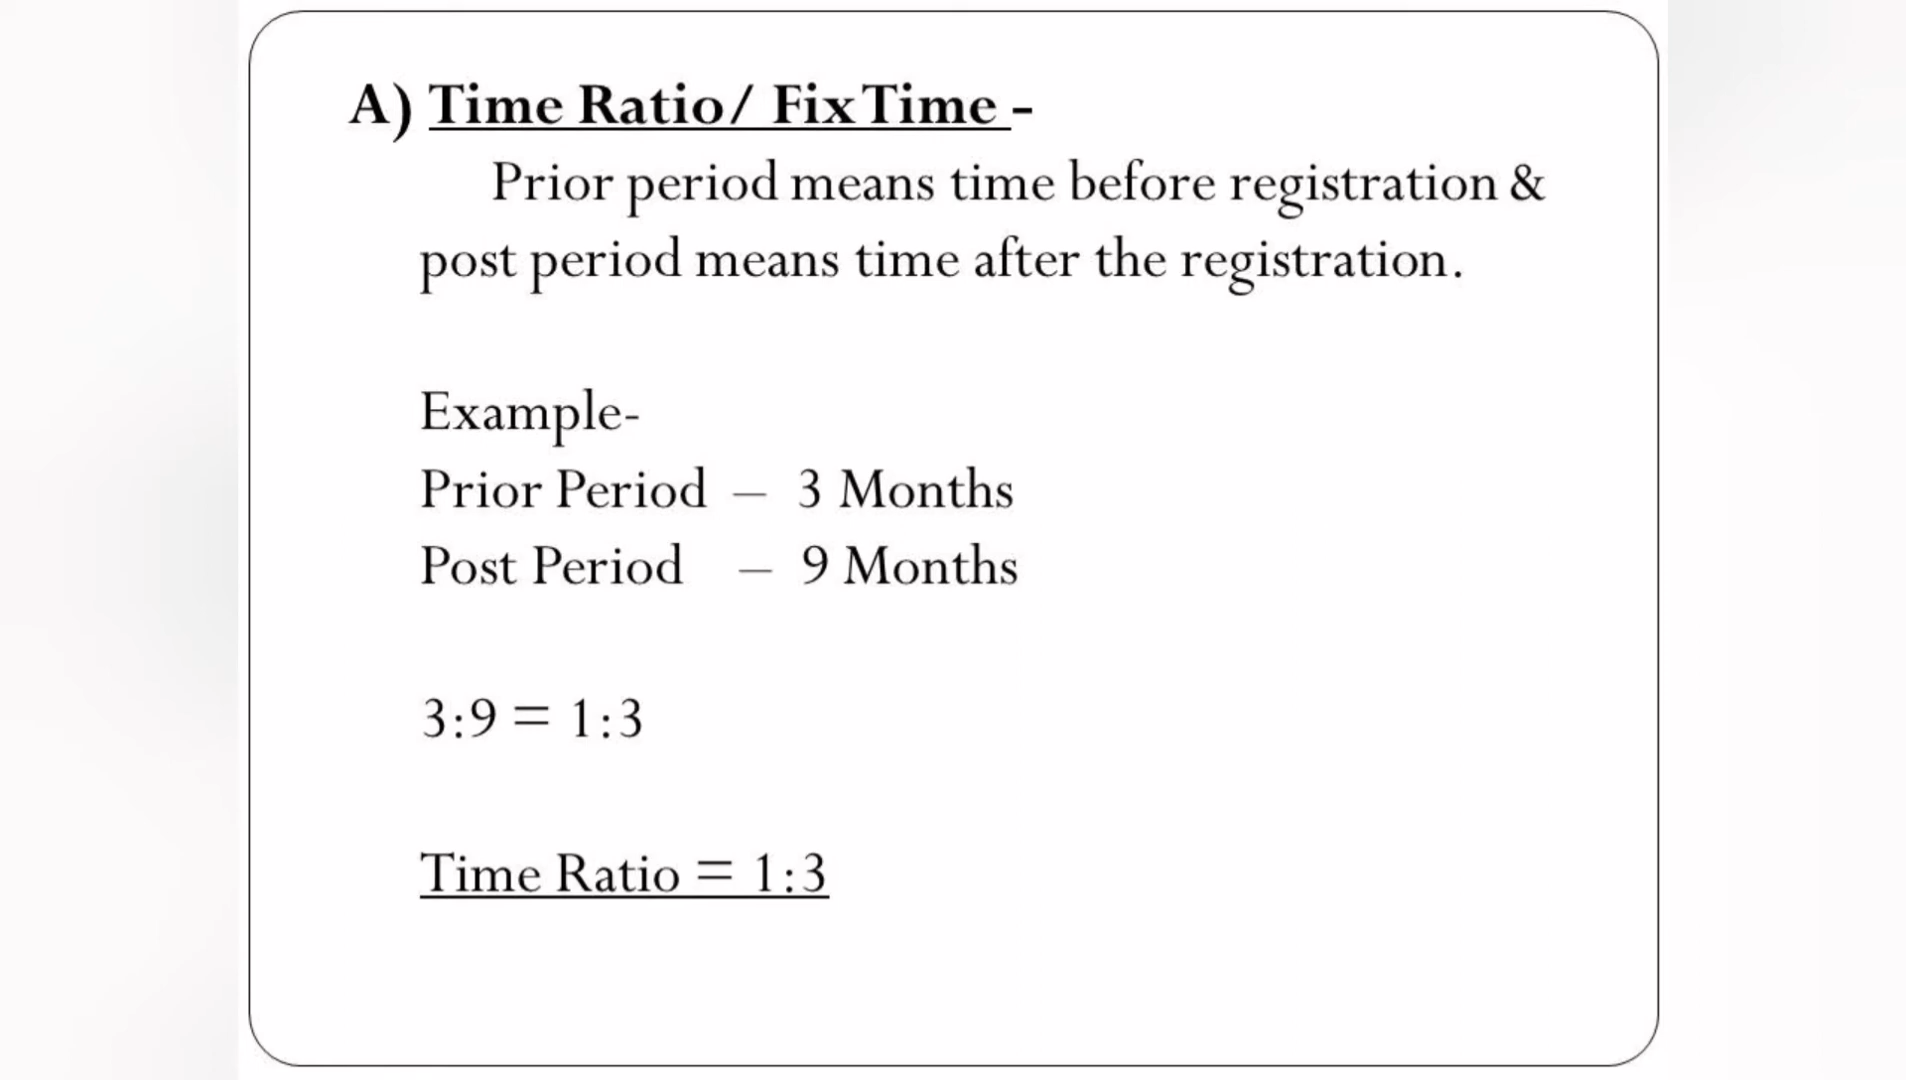 A) Time Ratio/ Fix Time -
Prior period means time before registration &
post period means time after the registration.
Example-
Prior Period – 3 Months
Post Period – 9 Months
3:9 = 1:3
Time Ratio = 1:3